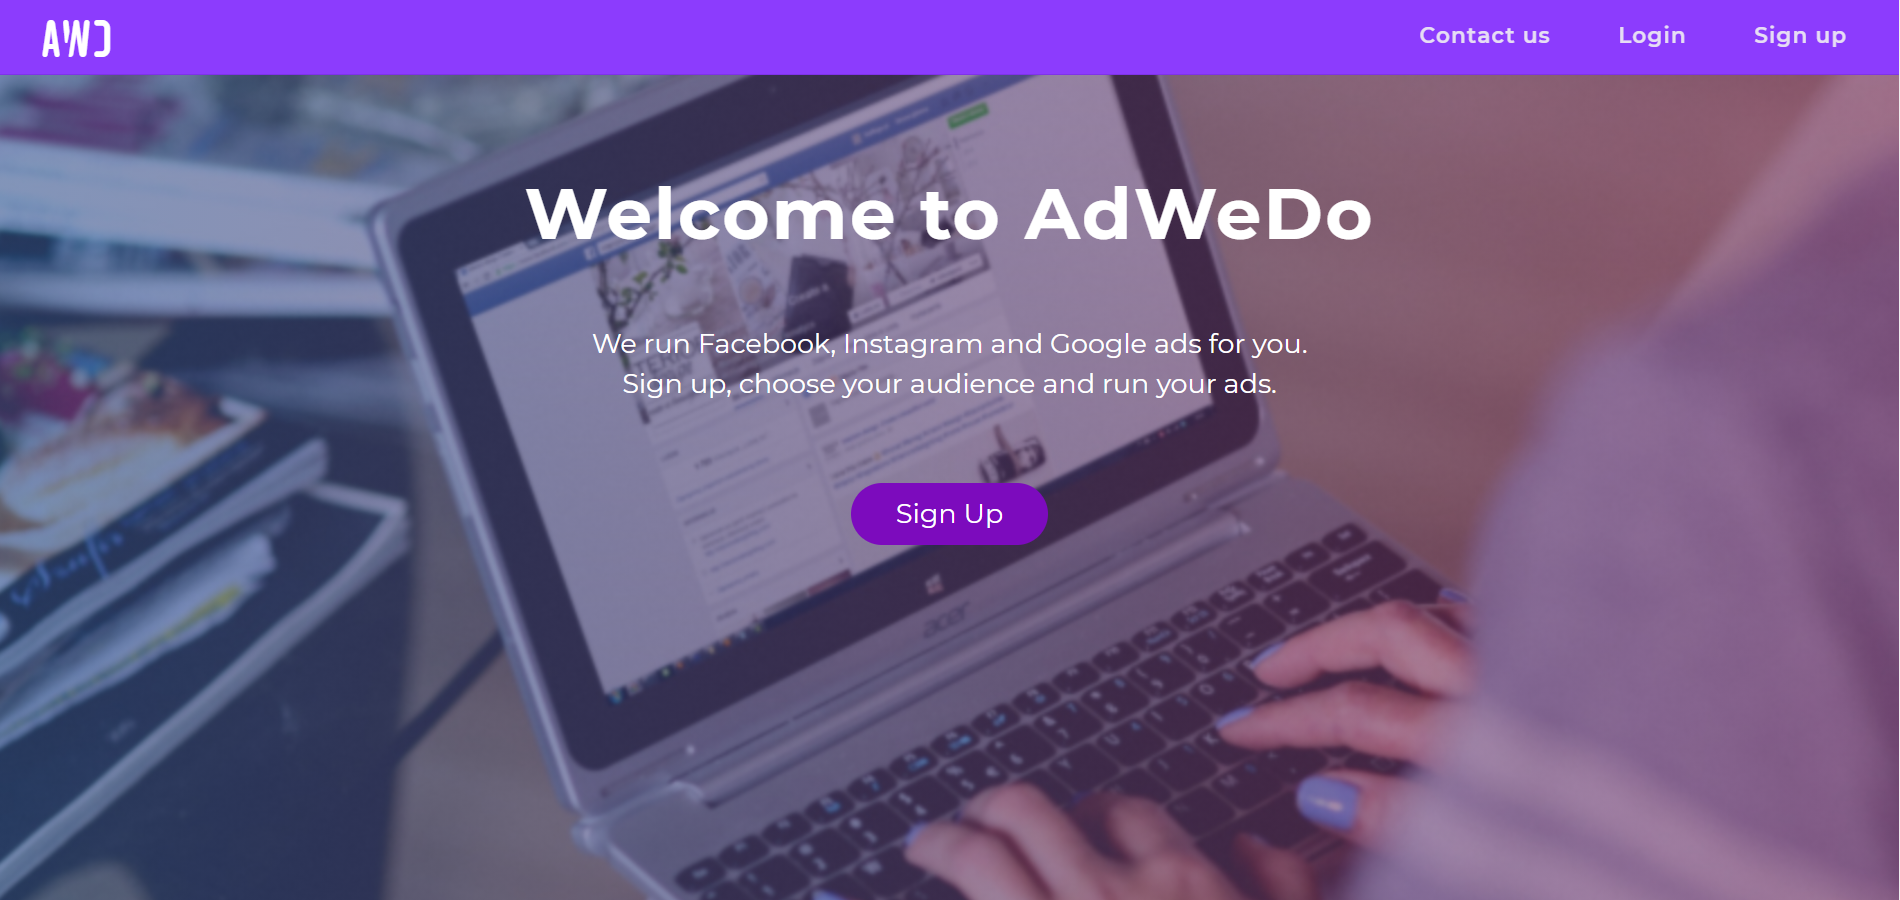 AWD
Contact us
Login
Sign up
Welcome to AdWeDo
We run Facebook, Instagram and Google ads for you.
Sign up, choose your audience and run your ads.
Sign Up
acer